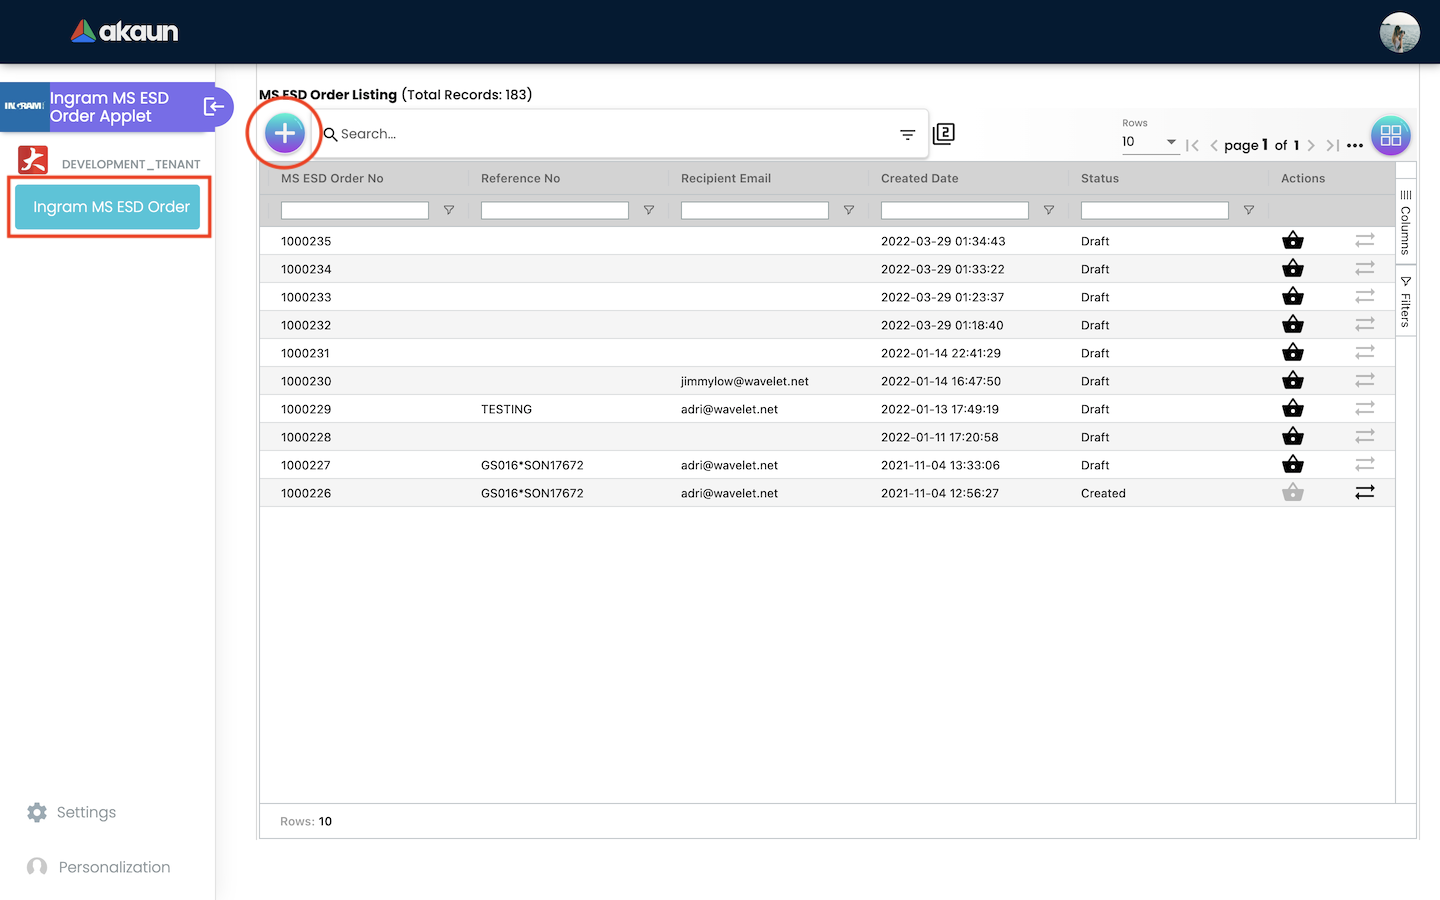 akaun
INGRAM
Ingram MS ESD
Order Applet
DEVELOPMENT_TENANT
Ingram MS ESD Order
Settings
Personalization
MS ESD Order Listing (Total Records: 183)
Search...
2
Rows
10
page 1 of 1
MS ESD Order No Reference No Recipient Email Created Date Status Actions
1000235 2022-03-29 01:34:43 Draft
1000234 2022-03-29 01:33:22 Draft
1000233 2022-03-29 01:23:37 Draft
1000232 2022-03-29 01:18:40 Draft
1000231 2022-01-14 22:41:29 Draft
1000230 jimmylow@wavelet.net 2022-01-14 16:47:50 Draft
1000229 TESTING adri@wavelet.net 2022-01-13 17:49:19 Draft
1000228 2022-01-11 17:20:58 Draft
1000227 GS016*SON17672 adri@wavelet.net 2021-11-04 13:33:06 Draft
1000226 GS016*SON17672 adri@wavelet.net 2021-11-04 12:56:27 Created
Columns
Filters
Rows: 10